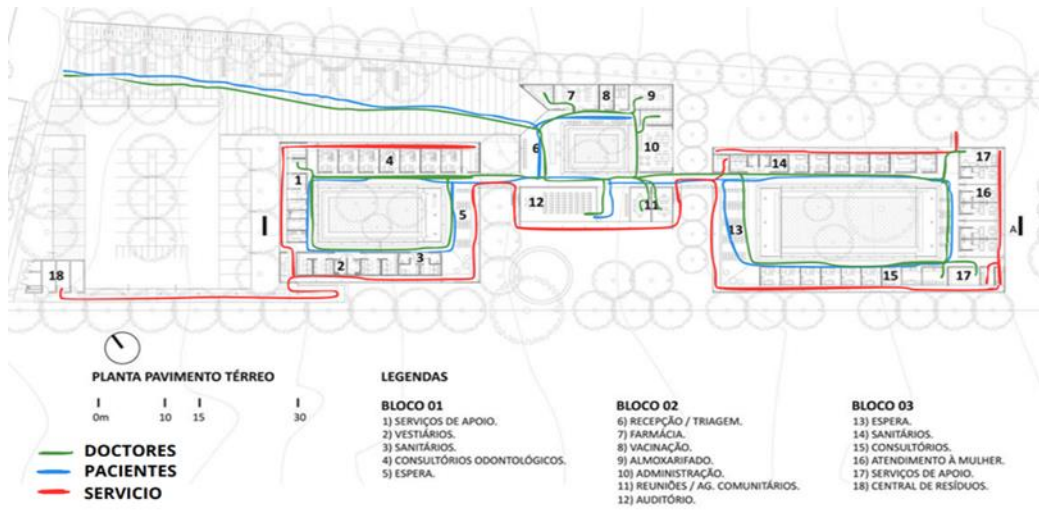 7 8 9
6 10
4
1
12 11
5
2 3
18
14 17
16
13 A
15 17
PLANTA PAVIMENTO TÉRREO
0m 10 15 30
DOCTORES
PACIENTES
SERVICIO
LEGENDAS
BLOCO 01
1) SERVIÇOS DE APOIO.
2) VESTIÁRIOS.
3) SANITÁRIOS.
4) CONSULTÓRIOS ODONTOLÓGICOS.
5) ESPERA.
BLOCO 02
6) RECEPÇÃO / TRIAGEM.
7) FARMÁCIA.
8) VACINAÇÃO.
9) ALMOXARIFADO.
10) ADMINISTRAÇÃO.
11) REUNIÕES / AG. COMUNITÁRIOS.
12) AUDITÓRIO.
BLOCO 03
13) ESPERA.
14) SANITÁRIOS.
15) CONSULTÓRIOS.
16) ATENDIMENTO À MULHER.
17) SERVIÇOS DE APOIO.
18) CENTRAL DE RESÍDUOS.